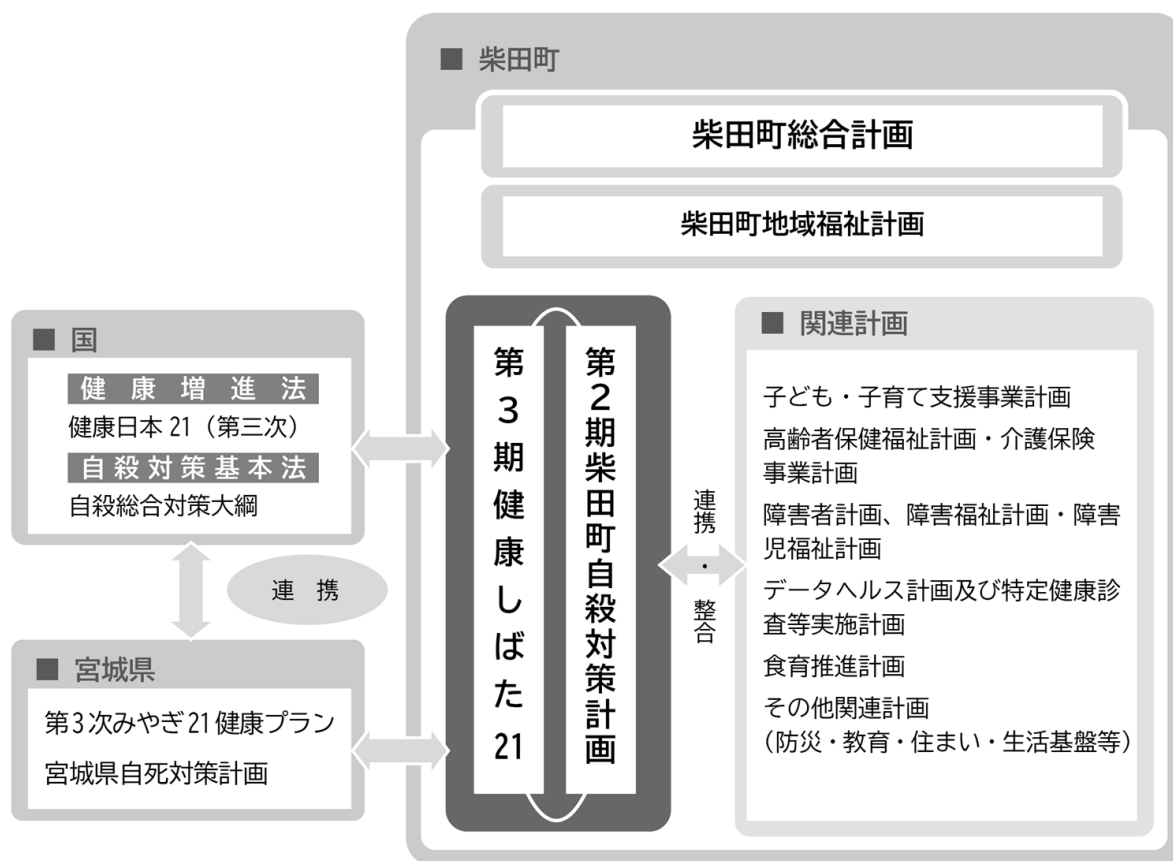 ■ 柴田町
柴田町総合計画
柴田町地域福祉計画
■ 国
健康増進法
健康日本21（第三次）
自殺対策基本法
自殺総合対策大綱
連携
■ 宮城県
第3次みやぎ21健康プラン
宮城県自死対策計画
第3期健康しばた21
第2期柴田町自殺対策計画
連携・整合
■ 関連計画
子ども・子育て支援事業計画
高齢者保健福祉計画・介護保険
事業計画
障害者計画、障害福祉計画・障害
児福祉計画
データヘルス計画及び特定健康診
査等実施計画
食育推進計画
その他関連計画
（防災・教育・住まい・生活基盤等）